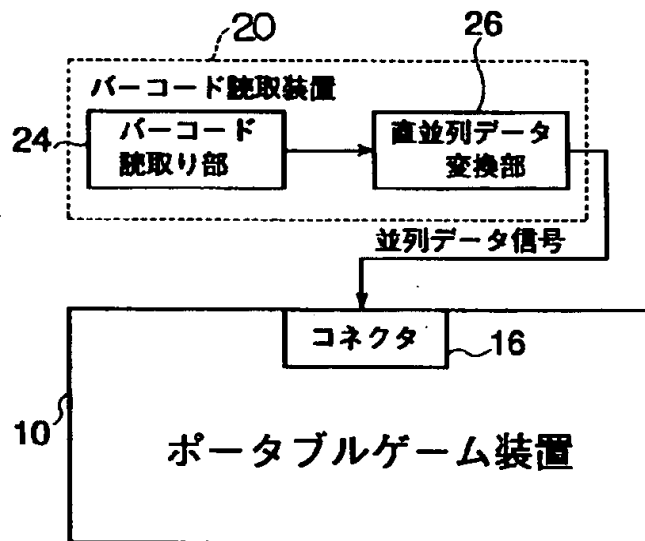 20
26
バーコード読取装置
24
バーコード
読取り部
直並列データ
変換部
並列データ信号
コネクタ
16
10
ポータブルゲーム装置